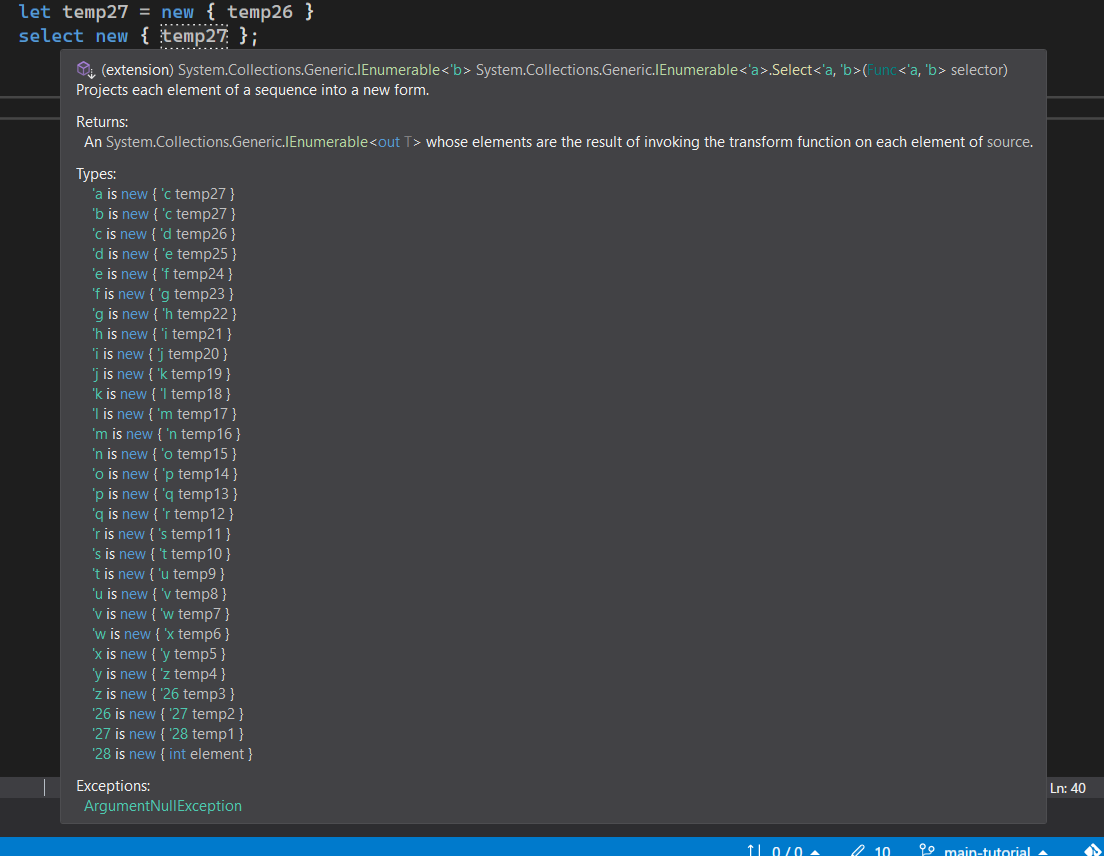 let temp27 = new { temp26 }
select new { temp27 };
(extension) System.Collections.Generic.IEnumerable<'b> System.Collections.Generic.IEnumerable<'a>.Select<'a, 'b>(Func<'a, 'b> selector)
Projects each element of a sequence into a new form.
Returns:
An System.Collections.Generic.IEnumerable<out T> whose elements are the result of invoking the transform function on each element of source.
Types:
'a is new { 'c temp27 }
'b is new { 'c temp27 }
'c is new { 'd temp26 }
'd is new { 'e temp25 }
'e is new { 'f temp24 }
'f is new { 'g temp23 }
'g is new { 'h temp22 }
'h is new { 'i temp21 }
'i is new { 'j temp20 }
'j is new { 'k temp19 }
'k is new { 'l temp18 }
'l is new { 'm temp17 }
'm is new { 'n temp16 }
'n is new { 'o temp15 }
'o is new { 'p temp14 }
'p is new { 'q temp13 }
'q is new { 'r temp12 }
'r is new { 's temp11 }
's is new { 't temp10 }
't is new { 'u temp9 }
'u is new { 'v temp8 }
'v is new { 'w temp7 }
'w is new { 'x temp6 }
'x is new { 'y temp5 }
'y is new { 'z temp4 }
'z is new { '26 temp3 }
'26 is new { '27 temp2 }
'27 is new { '28 temp1 }
'28 is new { int element }
Exceptions:
ArgumentNullException
Ln: 40
0 / 0 10 main-tutorial